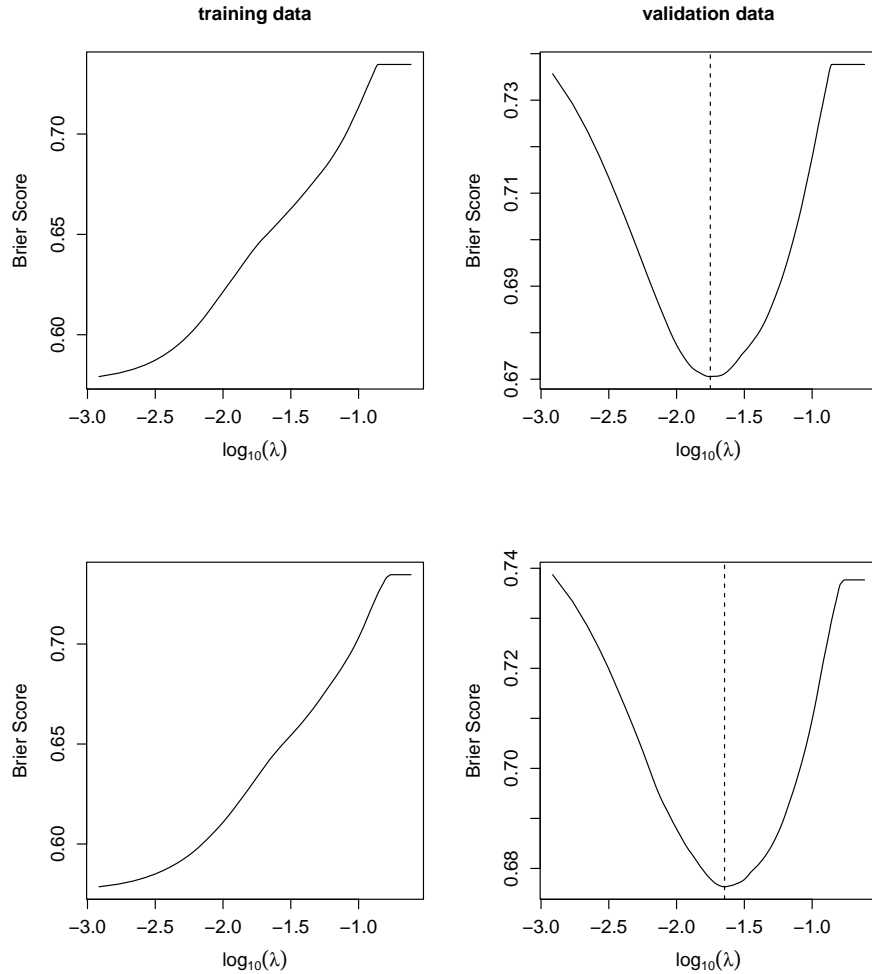 training data
validation data
Brier Score
0.60 0.65 0.70
−3.0 −2.5 −2.0 −1.5 −1.0
log₁₀(λ)
Brier Score
0.67 0.69 0.71 0.73
−3.0 −2.5 −2.0 −1.5 −1.0
log₁₀(λ)
Brier Score
0.60 0.65 0.70
−3.0 −2.5 −2.0 −1.5 −1.0
log₁₀(λ)
Brier Score
0.68 0.70 0.72 0.74
−3.0 −2.5 −2.0 −1.5 −1.0
log₁₀(λ)